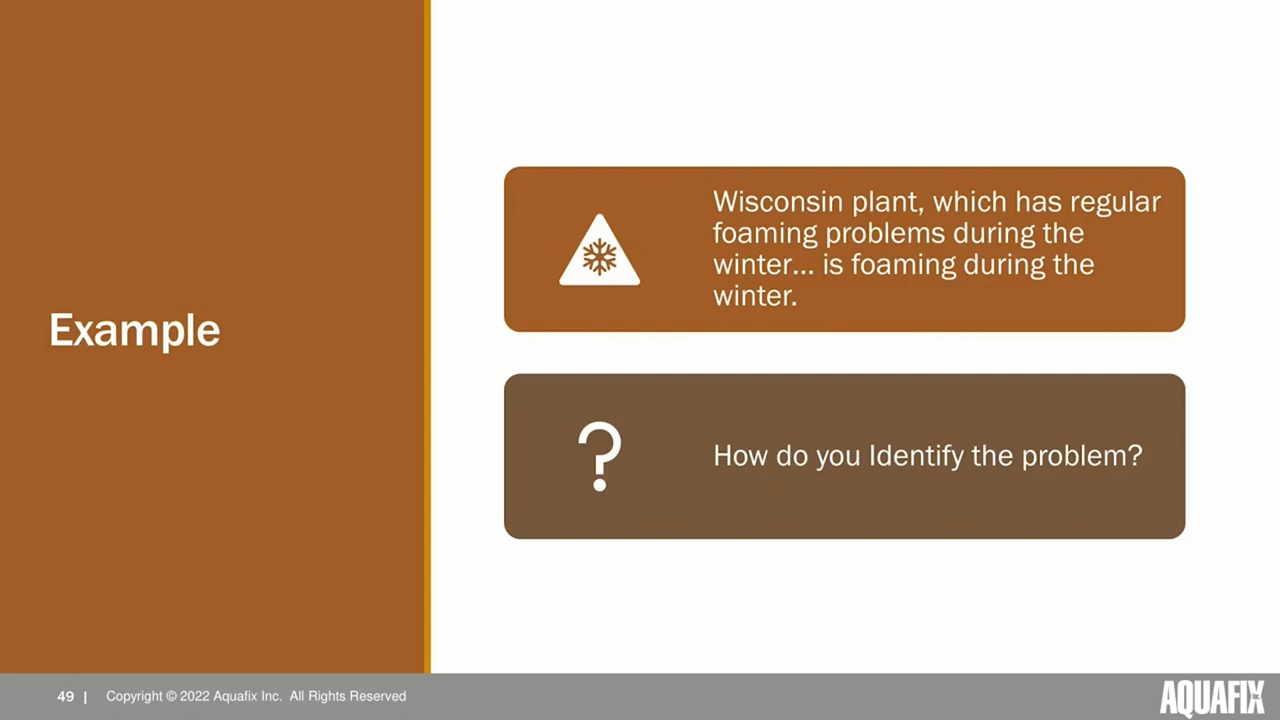 Example
Wisconsin plant, which has regular
foaming problems during the
winter... is foaming during the
winter.
?
How do you Identify the problem?
49 | Copyright © 2022 Aquafix Inc. All Rights Reserved
AQUAFIX